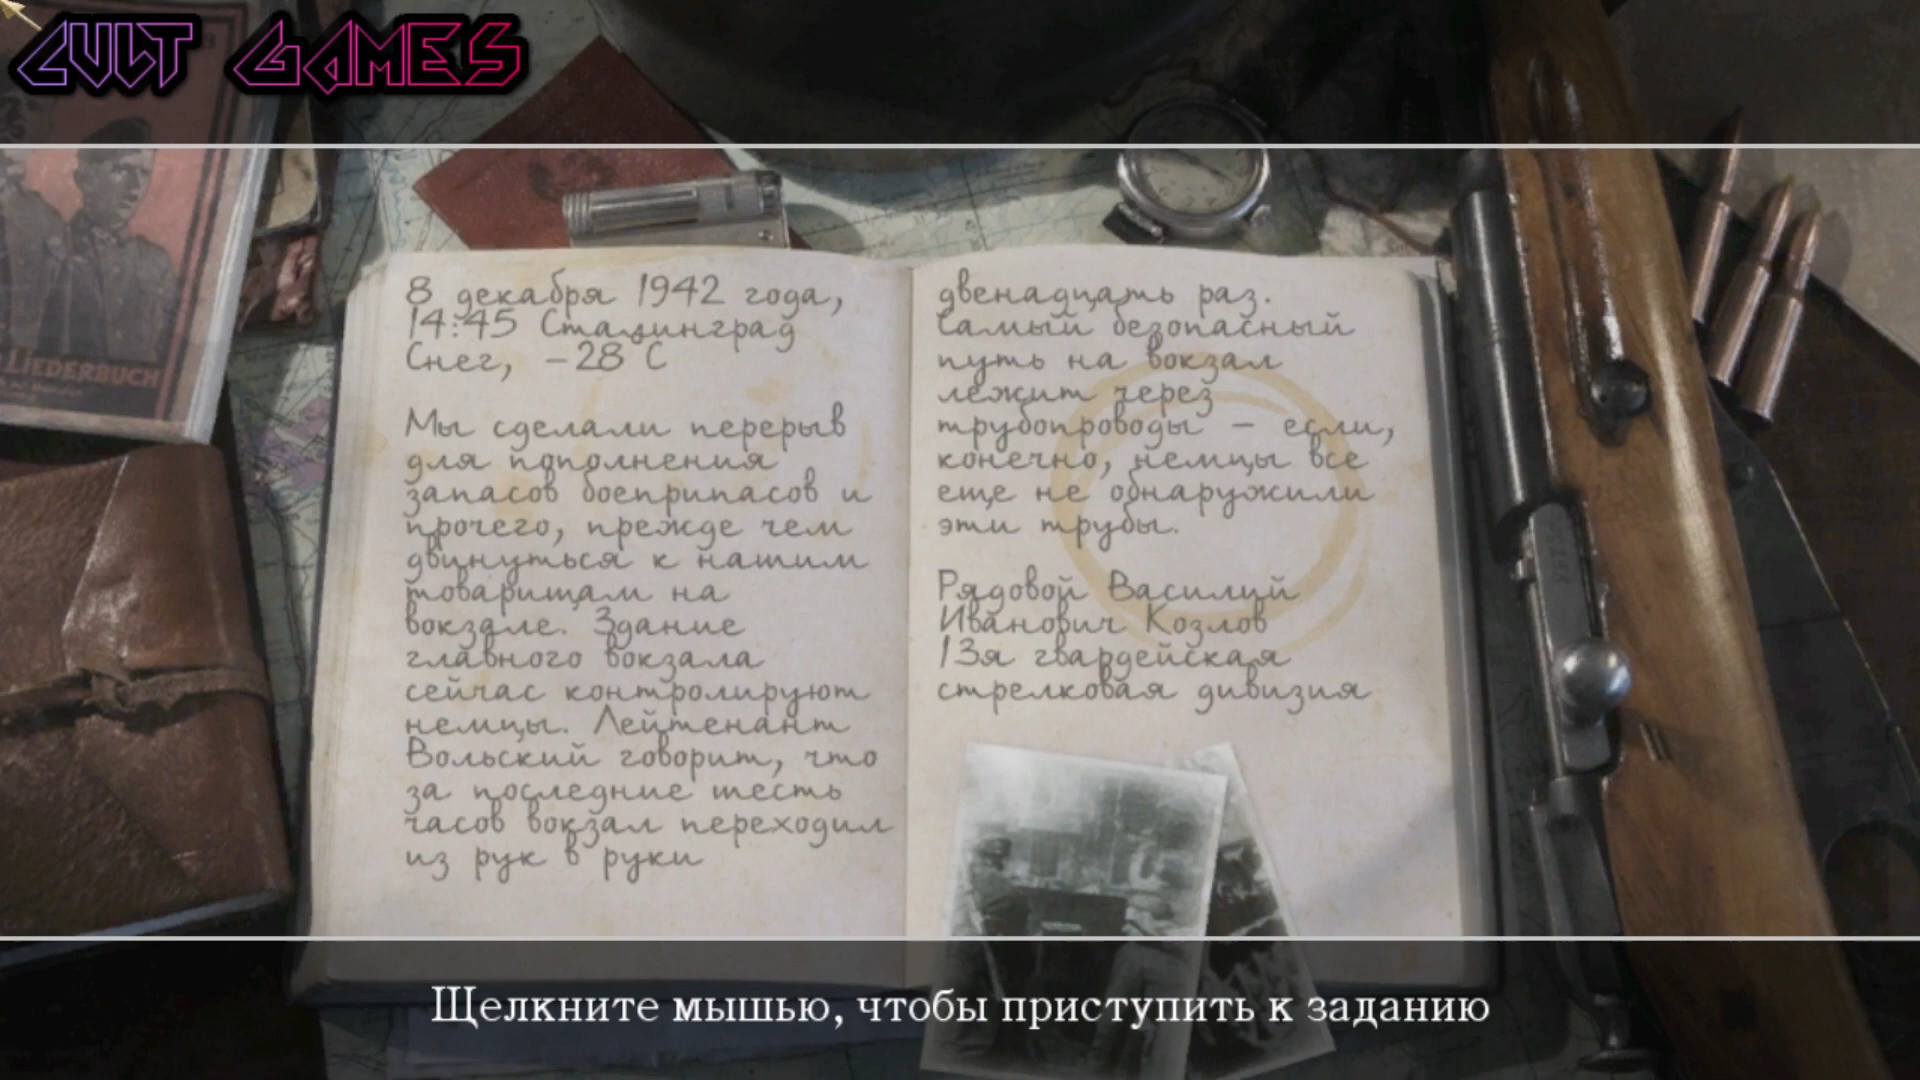 CULT GAMES
LIEDERBUCH
8 декабря 1942 года,
14:45 Сталинград
Снег, -28˚С
Мы сделали перерыв
для пополнения
запасов боеприпасов и
прочего, прежде чем
двинуться к нашим
товарищам на
вокзале. Здание
главного вокзала
сейчас контролируют
немцы. Лейтенант
Вольский говорит, что
за последние шесть
часов вокзал переходил
из рук в руки
двенадцать раз.
Самый безопасный
путь на вокзал
лежит через
трубопроводы - если,
конечно, немцы все
еще не обнаружили
эти трубы.
Рядовой Василий
Иванович Козлов
13я гвардейская
стрелковая дивизия
Щелкните мышью, чтобы приступить к заданию